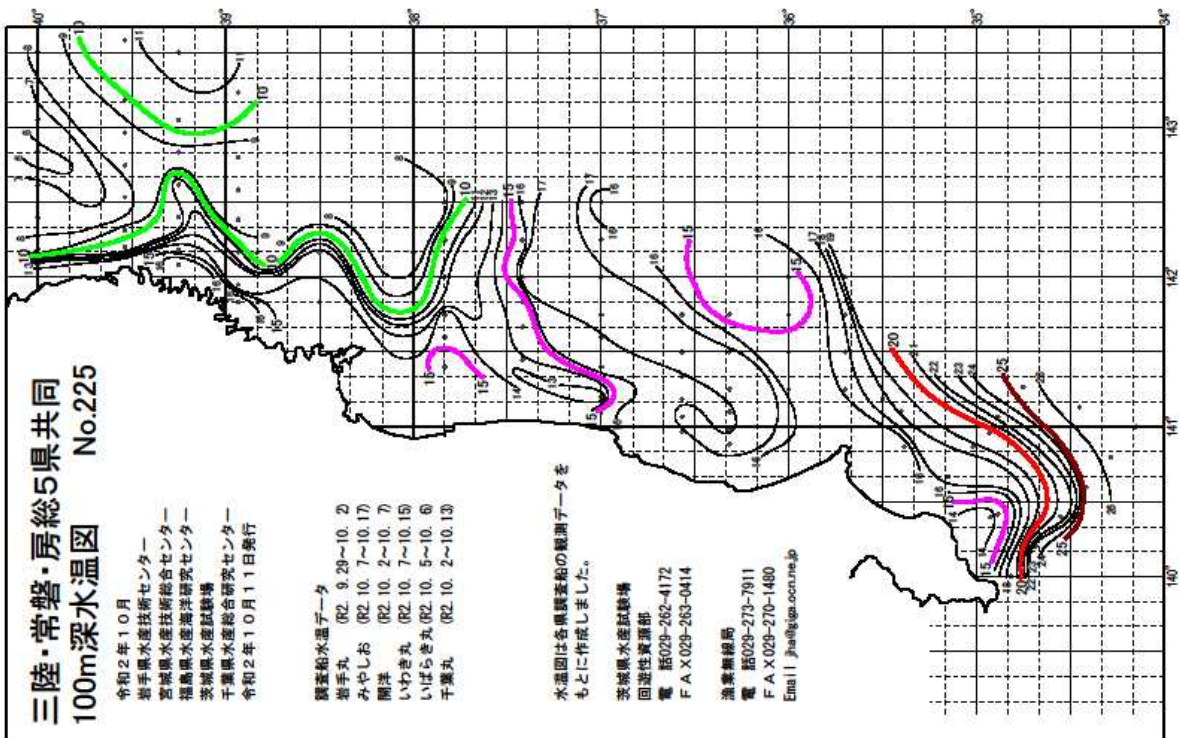 三陸・常磐・房総5県共同
100m深水温図 No.225
令和2年10月
岩手県水産技術センター
宮城県水産技術総合センター
福島県水産海洋研究センター
茨城県水産試験場
千葉県水産総合研究センター
令和2年10月11日発行
調査船水温データ
岩手丸 (R2. 9.29~10. 2)
みやしお (R2. 10. 7~10.17)
開洋 (R2. 10. 2~10. 7)
いわき丸 (R2. 10. 7~10.15)
いばらき丸 (R2. 10. 5~10. 6)
千葉丸 (R2. 10. 2~10.13)
水温図は各県調査船の観測データを
もとに作成しました。
茨城県水産試験場
回遊性資源部
電 話029-262-4172
FAX029-263-0414
漁業無線局
電 話029-273-7911
FAX029-270-1480
Email jha@giga.ocn.ne.jp
40°
39°
38°
37°
36°
35°
34°
143°
142°
141°
140°